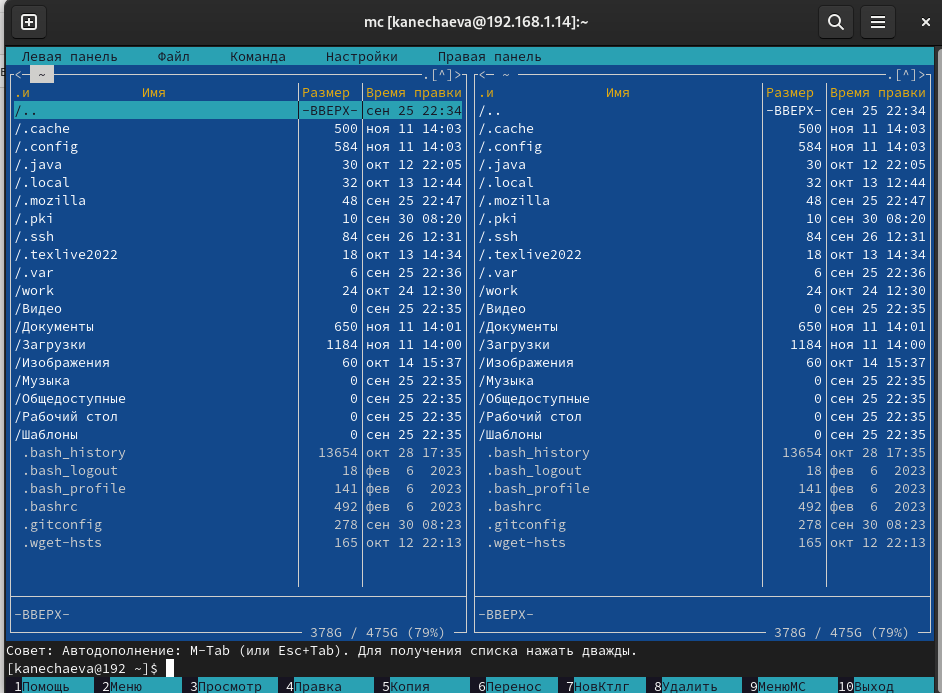 mc [kanechaeva@192.168.1.14]:~
Левая панель Файл Команда Настройки Правая панель
<— ~ .[^]> <— ~ .[^]>
.и Имя Размер Время правки .и Имя Размер Время правки
/.. -ВВЕРХ- сен 25 22:34 /.. -ВВЕРХ- сен 25 22:34
/.cache 500 ноя 11 14:03 /.cache 500 ноя 11 14:03
/.config 584 ноя 11 14:03 /.config 584 ноя 11 14:03
/.java 30 окт 12 22:05 /.java 30 окт 12 22:05
/.local 32 окт 13 12:44 /.local 32 окт 13 12:44
/.mozilla 48 сен 25 22:47 /.mozilla 48 сен 25 22:47
/.pki 10 сен 30 08:20 /.pki 10 сен 30 08:20
/.ssh 84 сен 26 12:31 /.ssh 84 сен 26 12:31
/.texlive2022 18 окт 13 14:34 /.texlive2022 18 окт 13 14:34
/.var 6 сен 25 22:36 /.var 6 сен 25 22:36
/work 24 окт 24 12:30 /work 24 окт 24 12:30
/Видео 0 сен 25 22:35 /Видео 0 сен 25 22:35
/Документы 650 ноя 11 14:01 /Документы 650 ноя 11 14:01
/Загрузки 1184 ноя 11 14:00 /Загрузки 1184 ноя 11 14:00
/Изображения 60 окт 14 15:37 /Изображения 60 окт 14 15:37
/Музыка 0 сен 25 22:35 /Музыка 0 сен 25 22:35
/Общедоступные 0 сен 25 22:35 /Общедоступные 0 сен 25 22:35
/Рабочий стол 0 сен 25 22:35 /Рабочий стол 0 сен 25 22:35
/Шаблоны 0 сен 25 22:35 /Шаблоны 0 сен 25 22:35
.bash_history 13654 окт 28 17:35 .bash_history 13654 окт 28 17:35
.bash_logout 18 фев 6 2023 .bash_logout 18 фев 6 2023
.bash_profile 141 фев 6 2023 .bash_profile 141 фев 6 2023
.bashrc 492 фев 6 2023 .bashrc 492 фев 6 2023
.gitconfig 278 сен 30 08:23 .gitconfig 278 сен 30 08:23
.wget-hsts 165 окт 12 22:13 .wget-hsts 165 окт 12 22:13
-ВВЕРХ- -ВВЕРХ-
378G / 475G (79%) 378G / 475G (79%)
Совет: Автодополнение: M-Tab (или Esc+Tab). Для получения списка нажать дважды.
[kanechaeva@192 ~]$
1Помощь 2Меню 3Просмотр 4Правка 5Копия 6Перенос 7НовКтлг 8Удалить 9МенюМС 10Выход